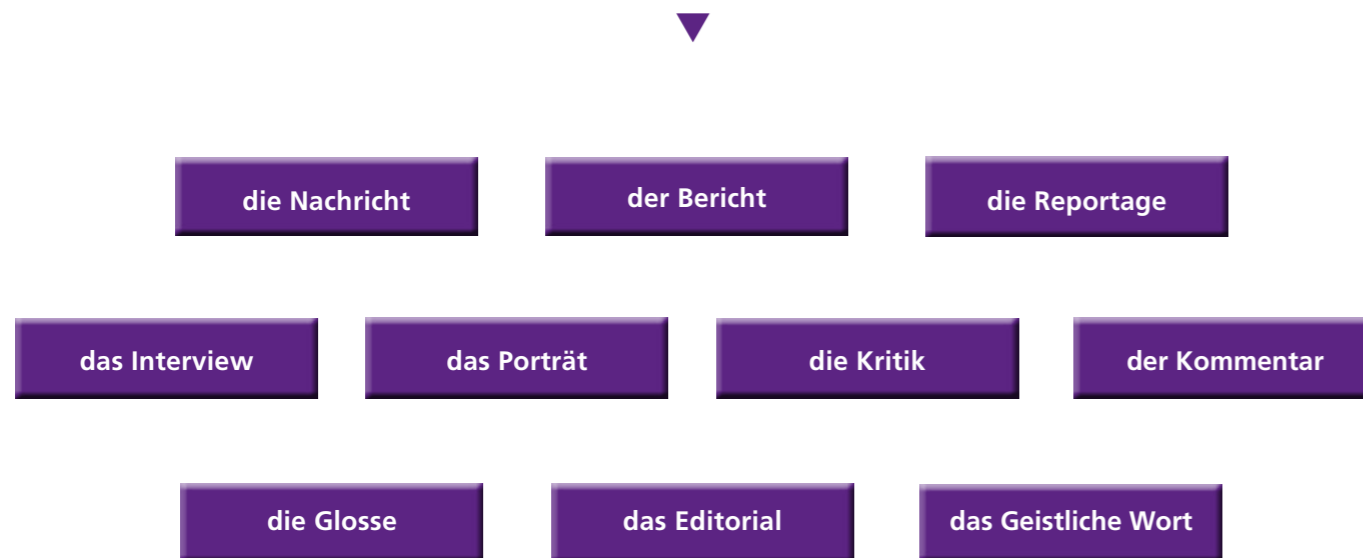 die Nachricht
der Bericht
die Reportage
das Interview
das Porträt
die Kritik
der Kommentar
die Glosse
das Editorial
das Geistliche Wort